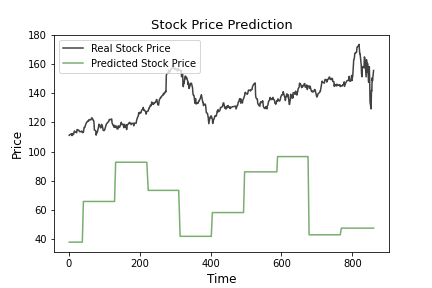 Stock Price Prediction
Real Stock Price
Predicted Stock Price
Price
180
160
140
120
100
80
60
40
0 200 400 600 800
Time